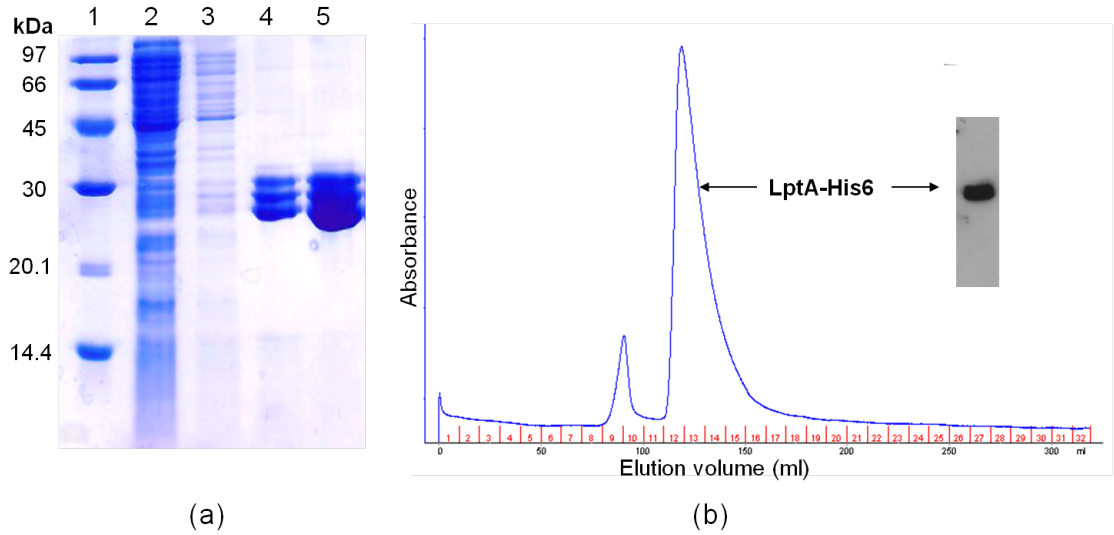 kDa 1 2 3 4 5
97
66
45
30
20.1
14.4
(a)
Absorbance
LptA-His6
1 2 3 4 5 6 7 8 9 10 11 12 13 14 15 16 17 18 19 20 21 22 23 24 25 26 27 28 29 30 31 32
0 50 100 150 200 250 300 ml
Elution volume (ml)
(b)